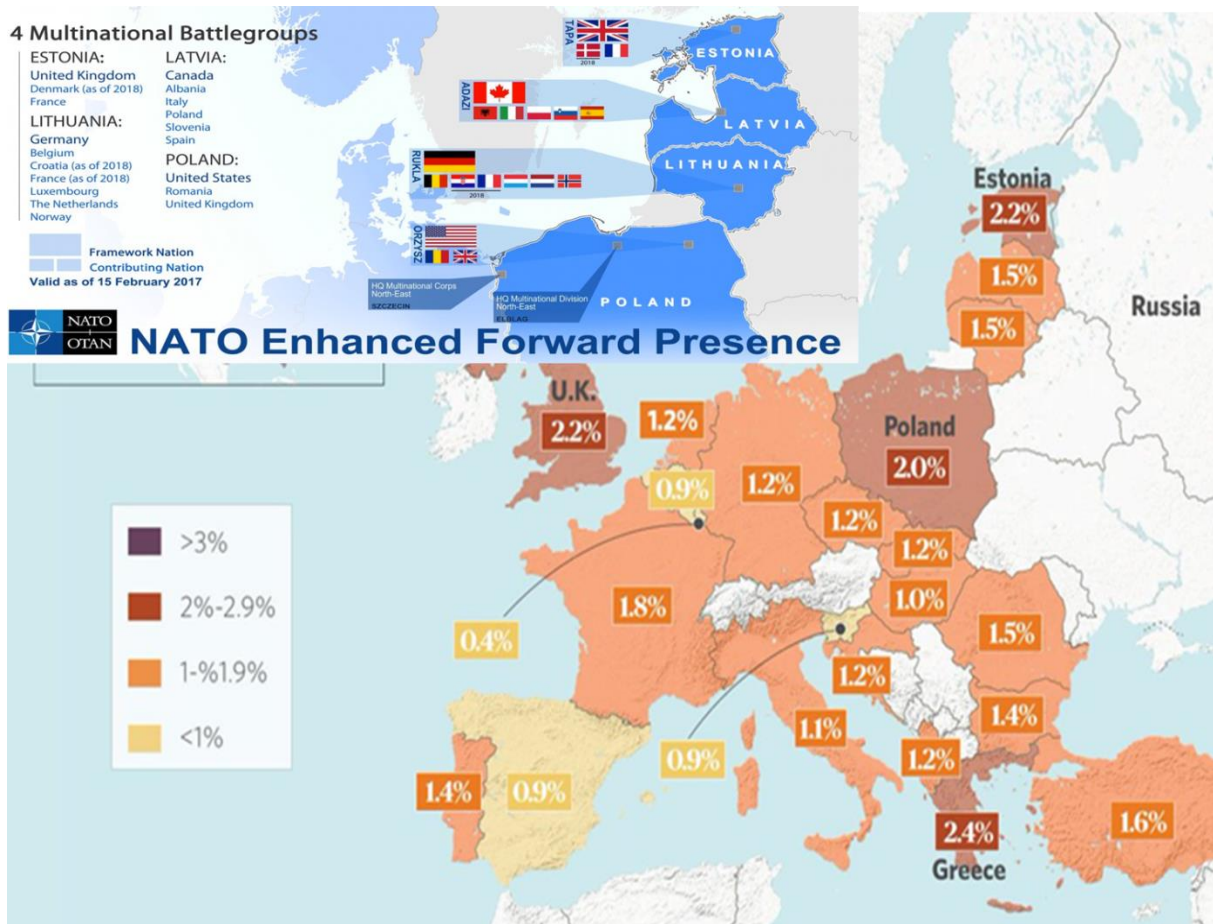 4 Multinational Battlegroups
ESTONIA:
United Kingdom
Denmark (as of 2018)
France
LITHUANIA:
Germany
Belgium
Croatia (as of 2018)
France (as of 2018)
Luxembourg
The Netherlands
Norway
LATVIA:
Canada
Albania
Italy
Poland
Slovenia
Spain
POLAND:
United States
Romania
United Kingdom
Framework Nation
Contributing Nation
Valid as of 15 February 2017
TAPA
2018
ESTONIA
ADAZI
LATVIA
RUKLA
2018
LITHUANIA
ORZYSZ
HQ Multinational Corps
North-East
SZCZECIN
HQ Multinational Division
North-East
ELBLAG
POLAND
NATO
OTAN
NATO Enhanced Forward Presence
Estonia
2.2%
1.5%
1.5%
Russia
U.K.
2.2%
1.2%
0.9%
1.2%
Poland
2.0%
1.2%
1.2%
1.0%
1.8%
0.4%
1.5%
1.2%
1.4%
1.1%
0.9%
1.2%
1.4%
0.9%
2.4%
Greece
1.6%
>3%
2%-2.9%
1-%1.9%
<1%